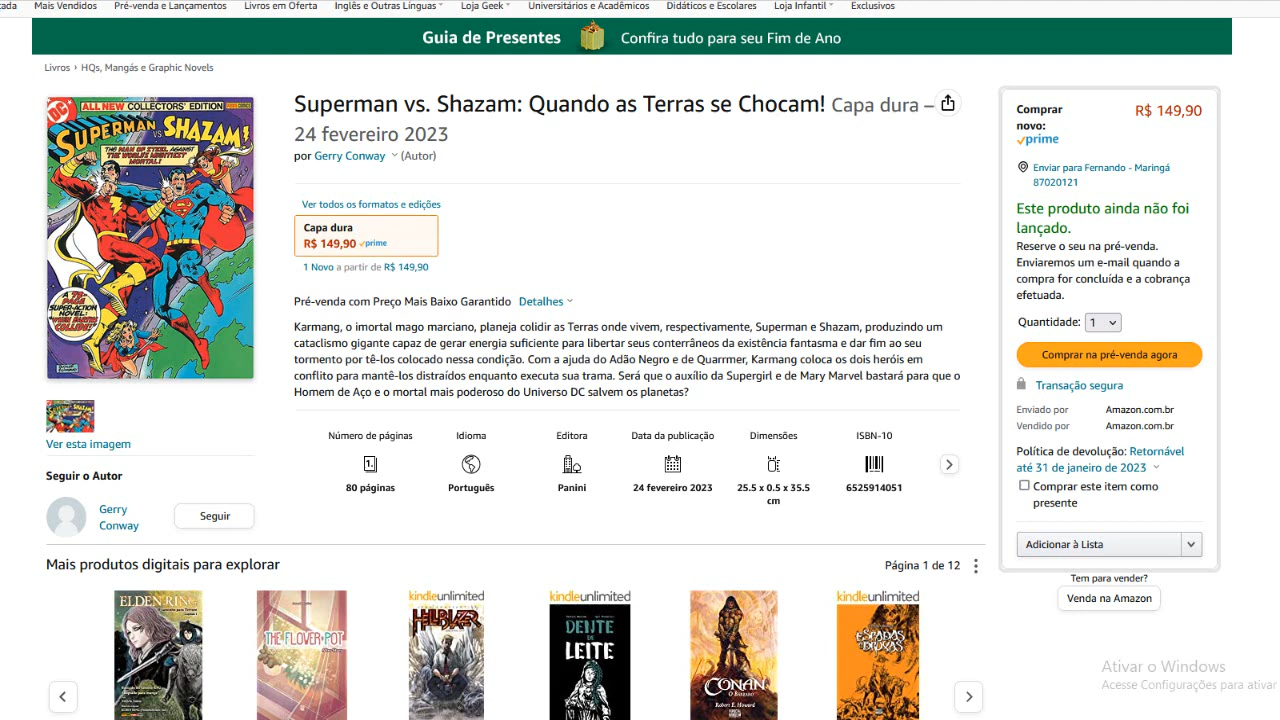 Mais Vendidos Pré-venda e Lançamentos Livros em Oferta Inglês e Outras Línguas Loja Geek Universitários e Acadêmicos Didáticos e Escolares Loja Infantil Exclusivos
Guia de Presentes Confira tudo para seu Fim de Ano
Livros › HQs, Mangás e Graphic Novels
DC
ALL NEW COLLECTORS' EDITION
SUPERMAN VS SHAZAM!
THE MAN OF STEEL AGAINST
THE WORLD'S MIGHTIEST
MORTAL!
SUPER-ACTION
NOVEL:
Ver esta imagem
Seguir o Autor
Gerry
Conway
Seguir
Superman vs. Shazam: Quando as Terras se Chocam! Capa dura –
24 fevereiro 2023
por Gerry Conway (Autor)
Ver todos os formatos e edições
Capa dura
R$ 149,90 prime
1 Novo a partir de R$ 149,90
Pré-venda com Preço Mais Baixo Garantido Detalhes
Karmang, o imortal mago marciano, planeja colidir as Terras onde vivem, respectivamente, Superman e Shazam, produzindo um
cataclismo gigante capaz de gerar energia suficiente para libertar seus conterrâneos da existência fantasma e dar fim ao seu
tormento por tê-los colocado nessa condição. Com a ajuda do Adão Negro e de Quarrmer, Karmang coloca os dois heróis em
conflito para mantê-los distraídos enquanto executa sua trama. Será que o auxílio da Supergirl e de Mary Marvel bastará para que o
Homem de Aço e o mortal mais poderoso do Universo DC salvem os planetas?
Número de páginas Idioma Editora Data da publicação Dimensões ISBN-10
80 páginas Português Panini 24 fevereiro 2023 25.5 x 0.5 x 35.5 6525914051
cm
Comprar R$ 149,90
novo:
prime
Enviar para Fernando - Maringá
87020121
Este produto ainda não foi
lançado.
Reserve o seu na pré-venda.
Enviaremos um e-mail quando a
compra for concluída e a cobrança
efetuada.
Quantidade: 1
Comprar na pré-venda agora
Transação segura
Enviado por Amazon.com.br
Vendido por Amazon.com.br
Política de devolução: Retornável
até 31 de janeiro de 2023
Comprar este item como
presente
Adicionar à Lista
Tem para vender?
Venda na Amazon
Mais produtos digitais para explorar Página 1 de 12
ELDEN RING
THE FLOWER POT
kindleunlimited
HELLBLAZER
kindleunlimited
DENTE
DE
LEITE
CONAN
O BÁRBARO
Robert E. Howard
kindleunlimited
ESPADAS
BRUXAS
Ativar o Windows
Acesse Configurações para ativar